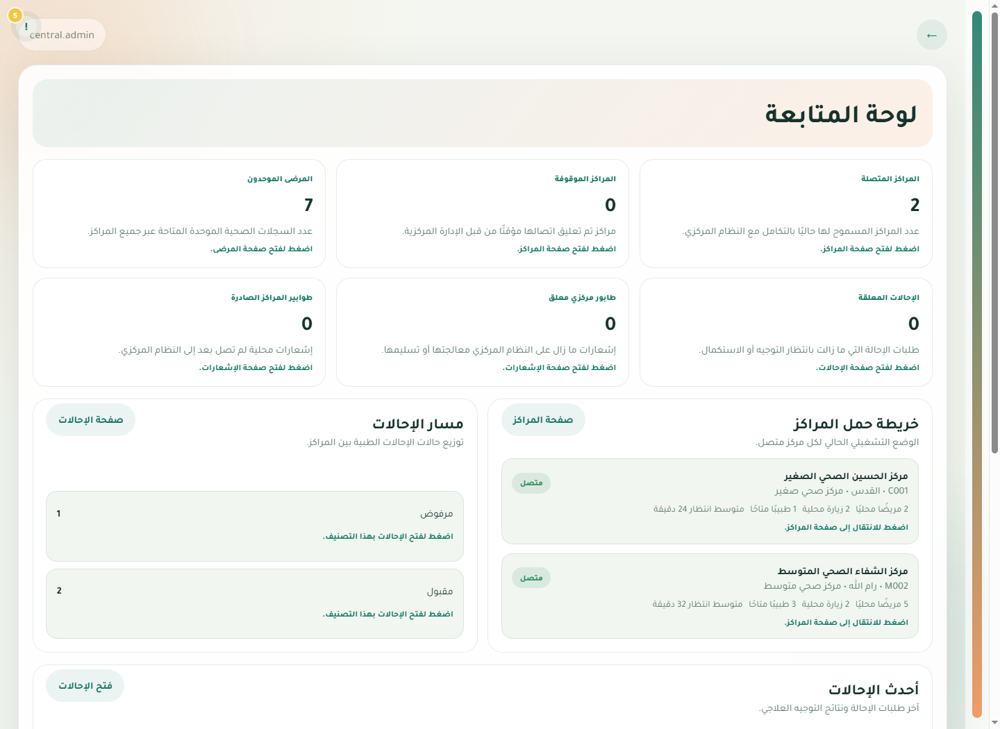 5
!
central.admin
←
لوحة المتابعة
المراكز المتصلة
2
عدد المراكز المسموح لها حاليًا بالتكامل مع النظام المركزي.
اضغط لفتح صفحة المراكز.
المراكز الموقوفة
0
مراكز تم تعليق اتصالها مؤقتًا من قبل الإدارة المركزية.
اضغط لفتح صفحة المراكز.
المرضى الموحدون
7
عدد السجلات الصحية الموحدة المتاحة عبر جميع المراكز.
اضغط لفتح صفحة المرضى.
الإحالات المعلقة
0
طلبات الإحالة التي ما زالت بانتظار التوجيه أو الاستكمال.
اضغط لفتح صفحة الإحالات.
طابور مركزي معلق
0
إشعارات ما زال على النظام المركزي معالجتها أو تسليمها.
اضغط لفتح صفحة الإشعارات.
طوابير المراكز الصادرة
0
إشعارات محلية لم تصل بعد إلى النظام المركزي.
اضغط لفتح صفحة الإشعارات.
خريطة حمل المراكز
صفحة المراكز
الوضع التشغيلي الحالي لكل مركز متصل.
مركز الحسين الصحي الصغير
متصل
C001 • القدس • مركز صحي صغير
2 مريضًا محليًا 2 زيارة محلية 1 طبيبًا متاحًا متوسط انتظار 24 دقيقة
اضغط للانتقال إلى صفحة المراكز.
مركز الشفاء الصحي المتوسط
متصل
M002 • رام الله • مركز صحي متوسط
5 مريضًا محليًا 2 زيارة محلية 3 طبيبًا متاحًا متوسط انتظار 32 دقيقة
اضغط للانتقال إلى صفحة المراكز.
مسار الإحالات
صفحة الإحالات
توزيع حالات الإحالات الطبية بين المراكز.
مرفوض 1
اضغط لفتح الإحالات بهذا التصنيف.
مقبول 2
اضغط لفتح الإحالات بهذا التصنيف.
أحدث الإحالات
فتح الإحالات
آخر طلبات الإحالة ونتائج التوجيه العلاجي.